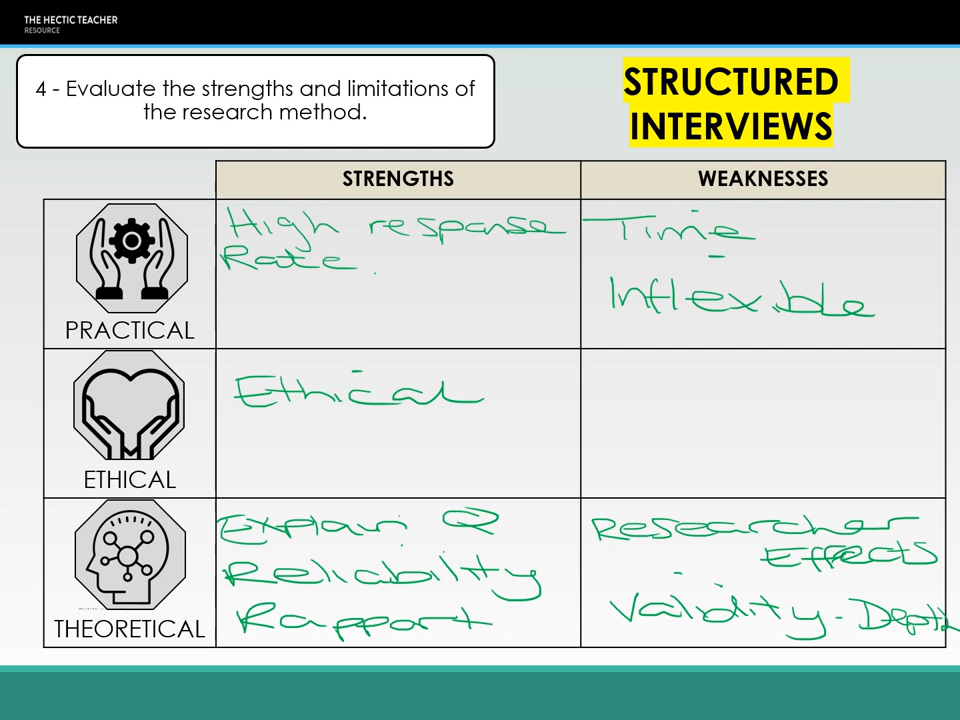 THE HECTIC TEACHER
RESOURCE
4 - Evaluate the strengths and limitations of
the research method.
STRUCTURED
INTERVIEWS
STRENGTHS
WEAKNESSES
PRACTICAL
High response
Rate.
Time
- Inflexible
ETHICAL
Ethical
THEORETICAL
Explain Q
Reliability
Rapport
Researcher
Effects
Validity - Depth